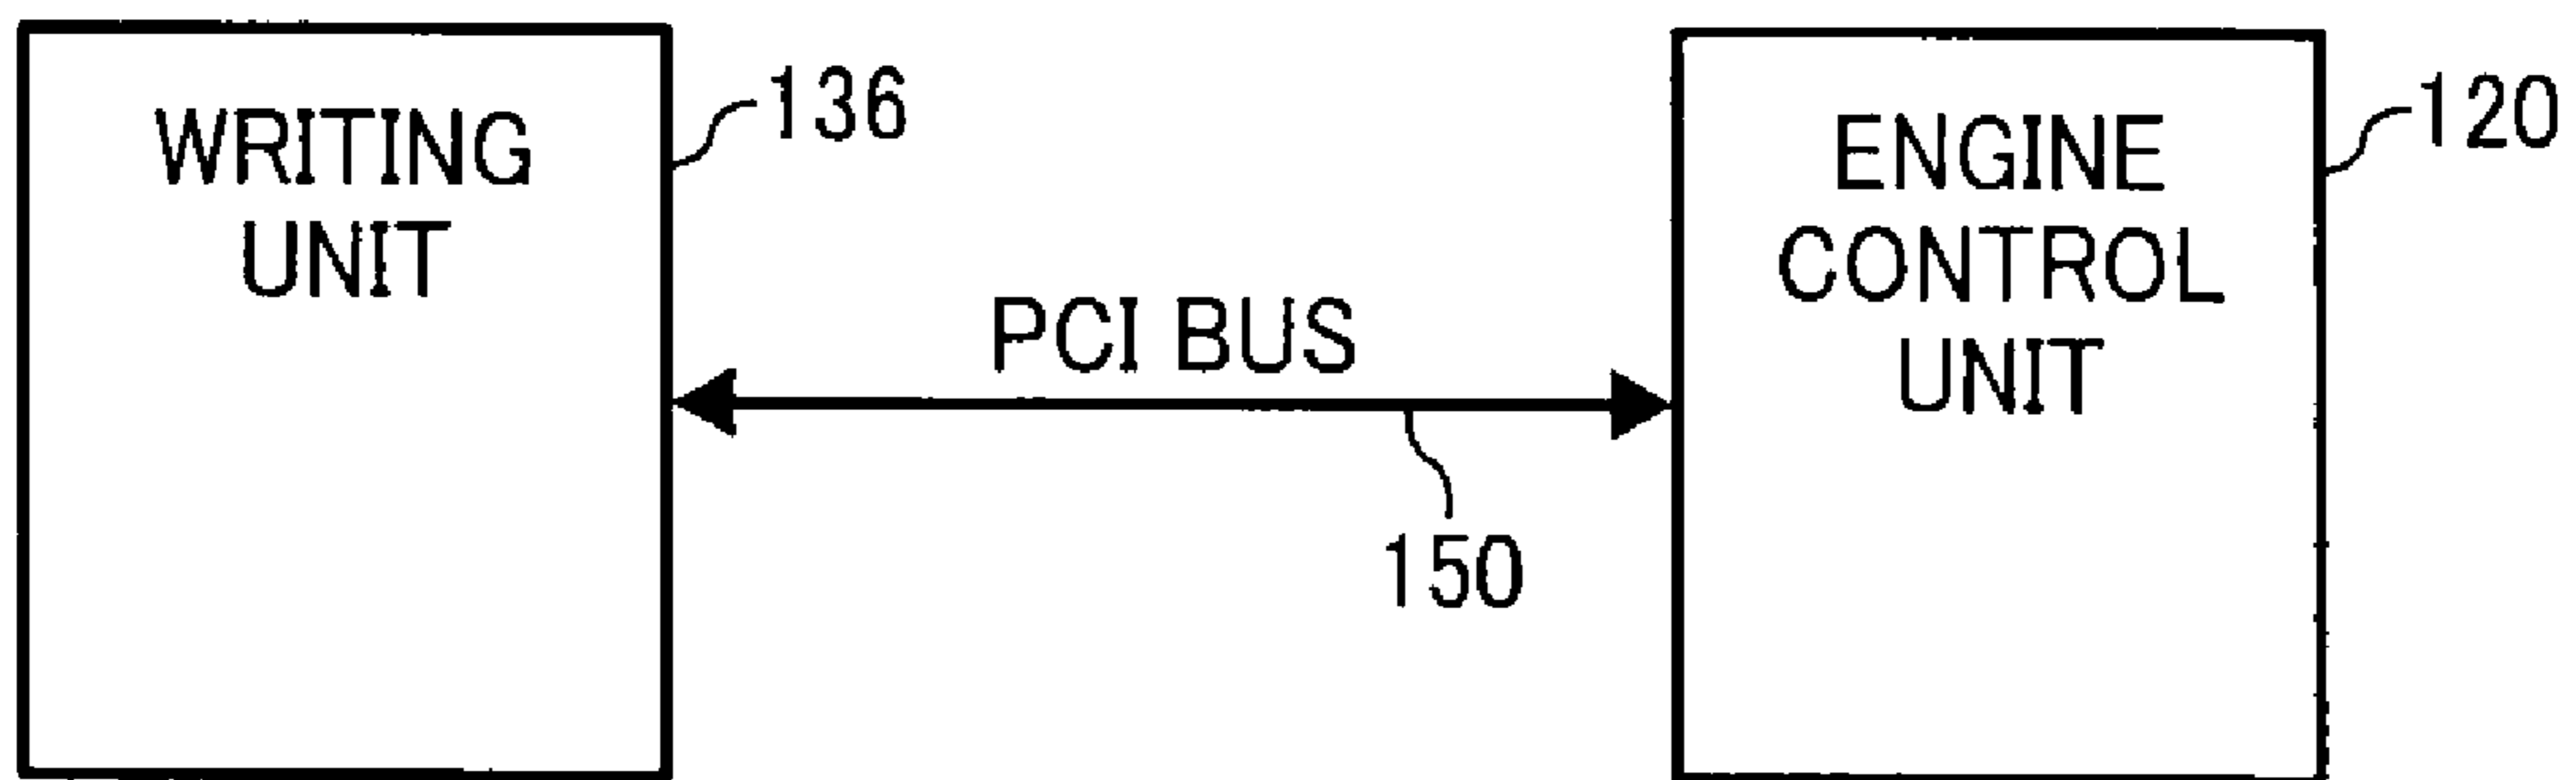 WRITING
UNIT
136
PCI BUS
150
ENGINE
CONTROL
UNIT
120